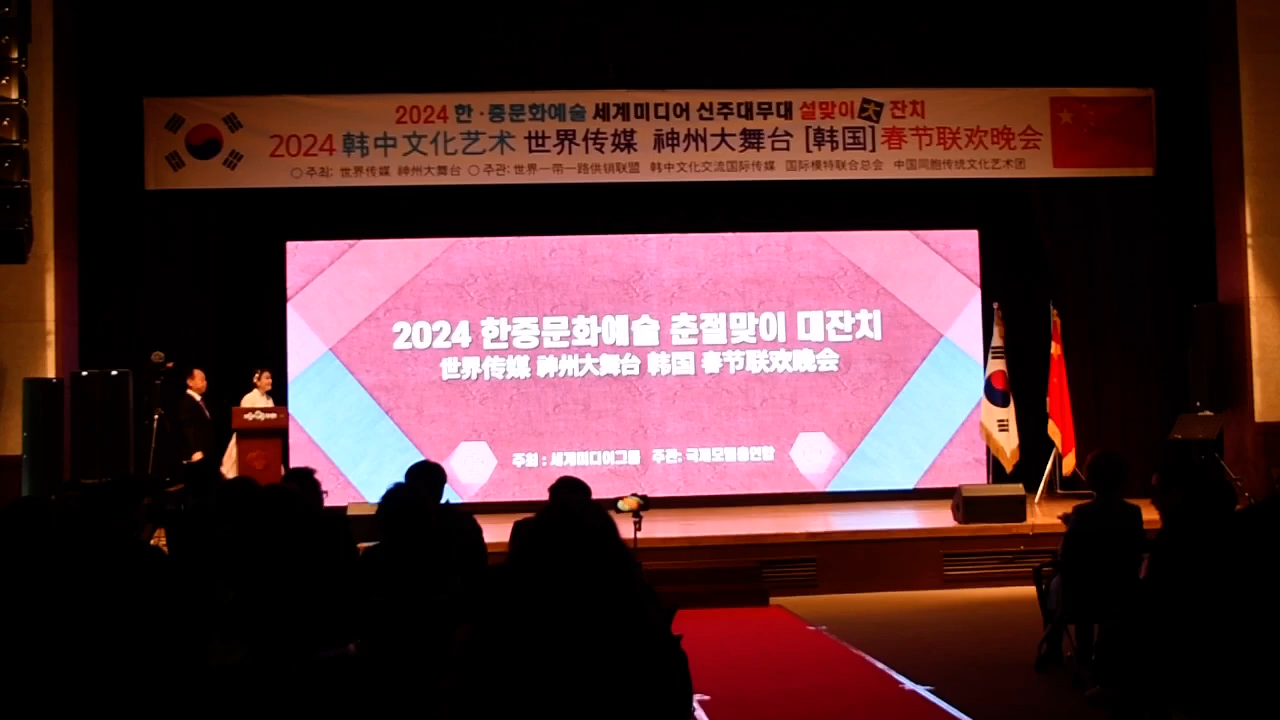 2024 한·중문화예술 세계미디어 신주대무대 설맞이 大 잔치
2024 韩中文化艺术 世界传媒 神州大舞台 [韩国] 春节联欢晚会
○主办: 世界传媒 神州大舞台 ○主观: 世界一带一路供销联盟 韩中文化交流国际传媒 国际模特联合总会 中国同胞传统文化艺术团
2024 한중문화예술 춘절맞이 대잔치
世界传媒 神州大舞台 韩国 春节联欢晚会
주최 : 세계미디어그룹 주관: 국제모델총연합